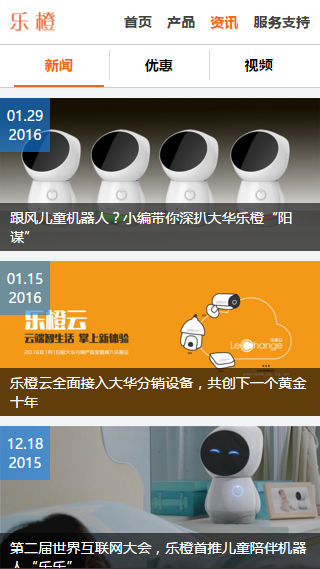 乐橙
首页 产品 资讯 服务支持
新闻 优惠 视频
01.29
2016
跟风儿童机器人？小编带你深扒大华乐橙“阳
谋”
01.15
2016
乐橙云
云端智生活 掌上新体验
乐橙云
LeChange
乐橙云全面接入大华分销设备，共创下一个黄金
十年
12.18
2015
第二届世界互联网大会，乐橙首推儿童陪伴机器
人“乐乐”